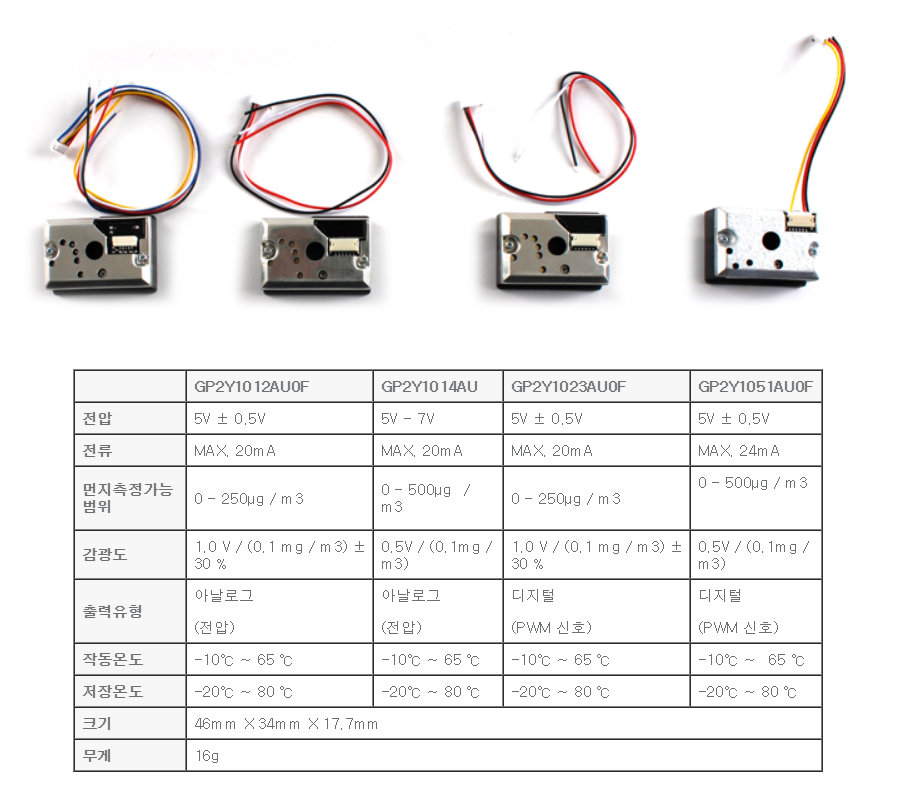 GP2Y1012AU0F GP2Y1014AU GP2Y1023AU0F GP2Y1051AU0F
전압 5V ± 0.5V 5V - 7V 5V ± 0.5V 5V ± 0.5V
전류 MAX. 20mA MAX. 20mA MAX. 20mA MAX. 24mA
먼지측정가능
범위
0 - 250µg / m3
0 - 500µg /
m3
0 - 250µg / m3
0 - 500µg / m3
감광도
1.0 V / (0.1 mg / m3) ±
30 %
0.5V / (0.1mg /
m3)
1.0 V / (0.1 mg / m3) ±
30 %
0.5V / (0.1mg /
m3)
출력유형
아날로그
(전압)
아날로그
(전압)
디지털
(PWM 신호)
디지털
(PWM 신호)
작동온도 -10℃ ~ 65 ℃ -10℃ ~ 65 ℃ -10℃ ~ 65 ℃ -10℃ ~ 65 ℃
저장온도 -20℃ ~ 80 ℃ -20℃ ~ 80 ℃ -20℃ ~ 80 ℃ -20℃ ~ 80 ℃
크기 46mm X 34mm X 17.7mm
무게 16g